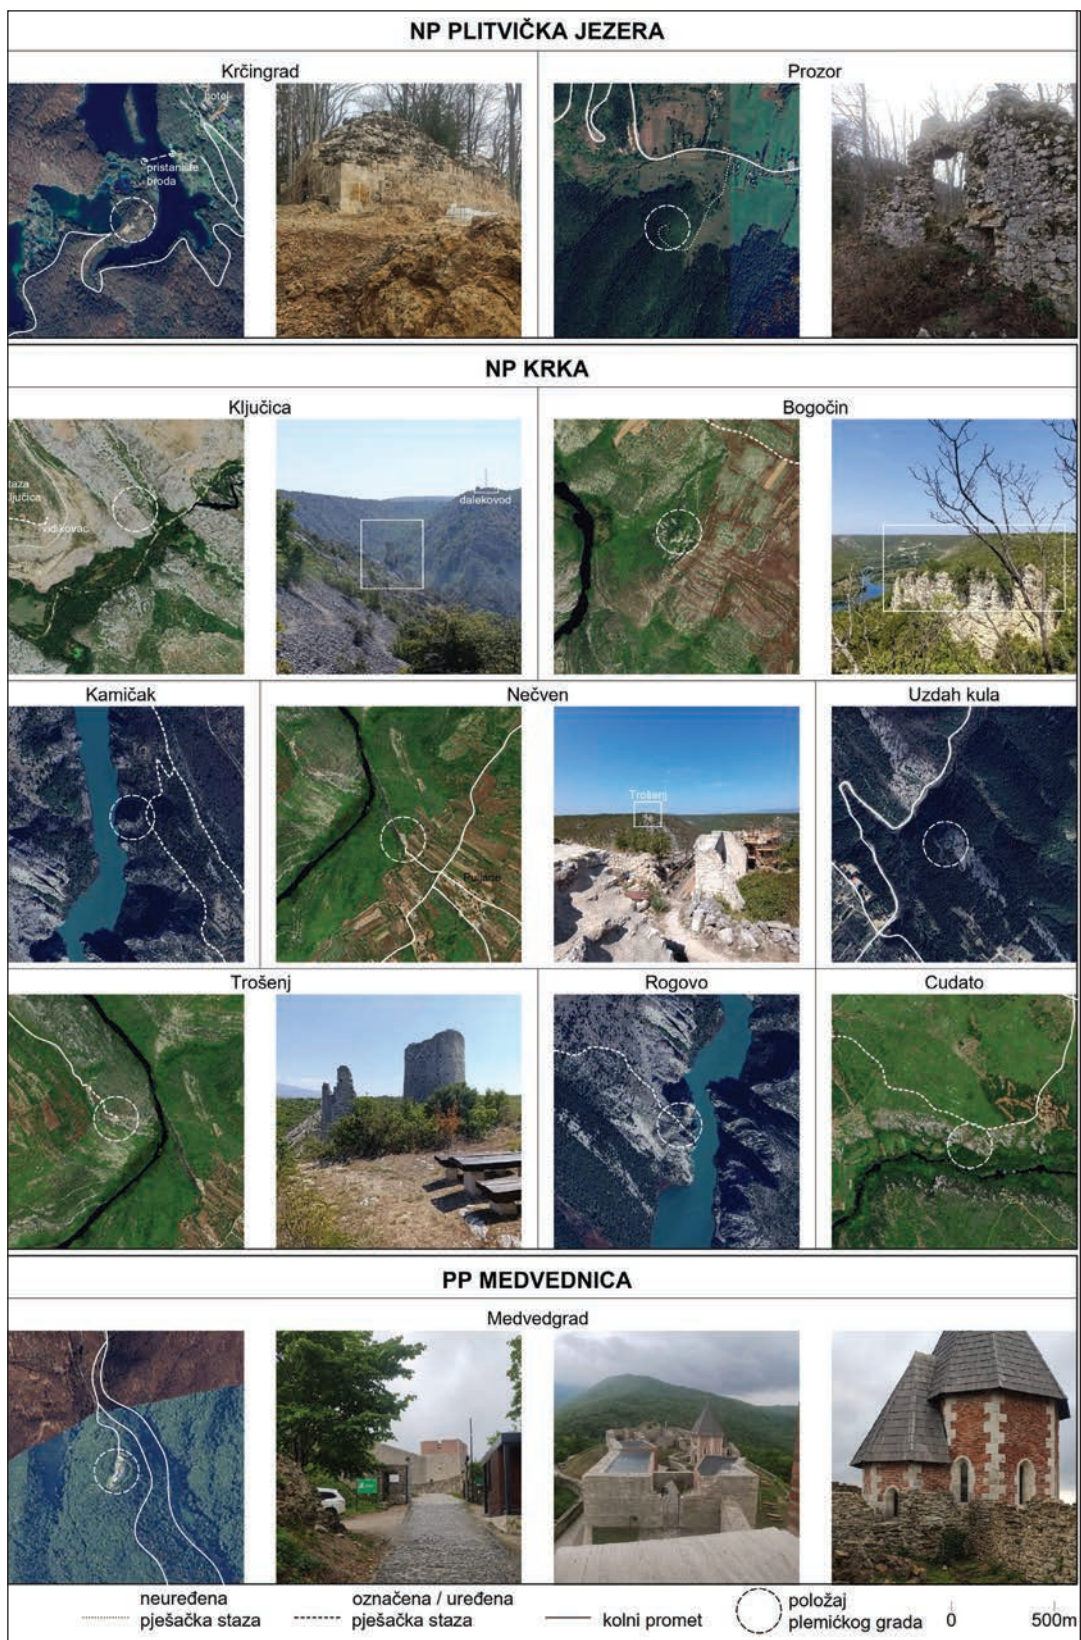 NP PLITVIČKA JEZERA
Krčingrad
Prozor
hotel
pristanište
broda
NP KRKA
Ključica
Bogočin
staza
Ključica
vidikovac
dalekovod
Kamičak
Nečven
Uzdah kula
Trošenj
Puljane
Trošenj
Rogovo
Cudato
PP MEDVEDNICA
Medvedgrad
neuređena
pješačka staza
označena / uređena
pješačka staza
kolni promet
položaj
plemićkog grada
0
500m